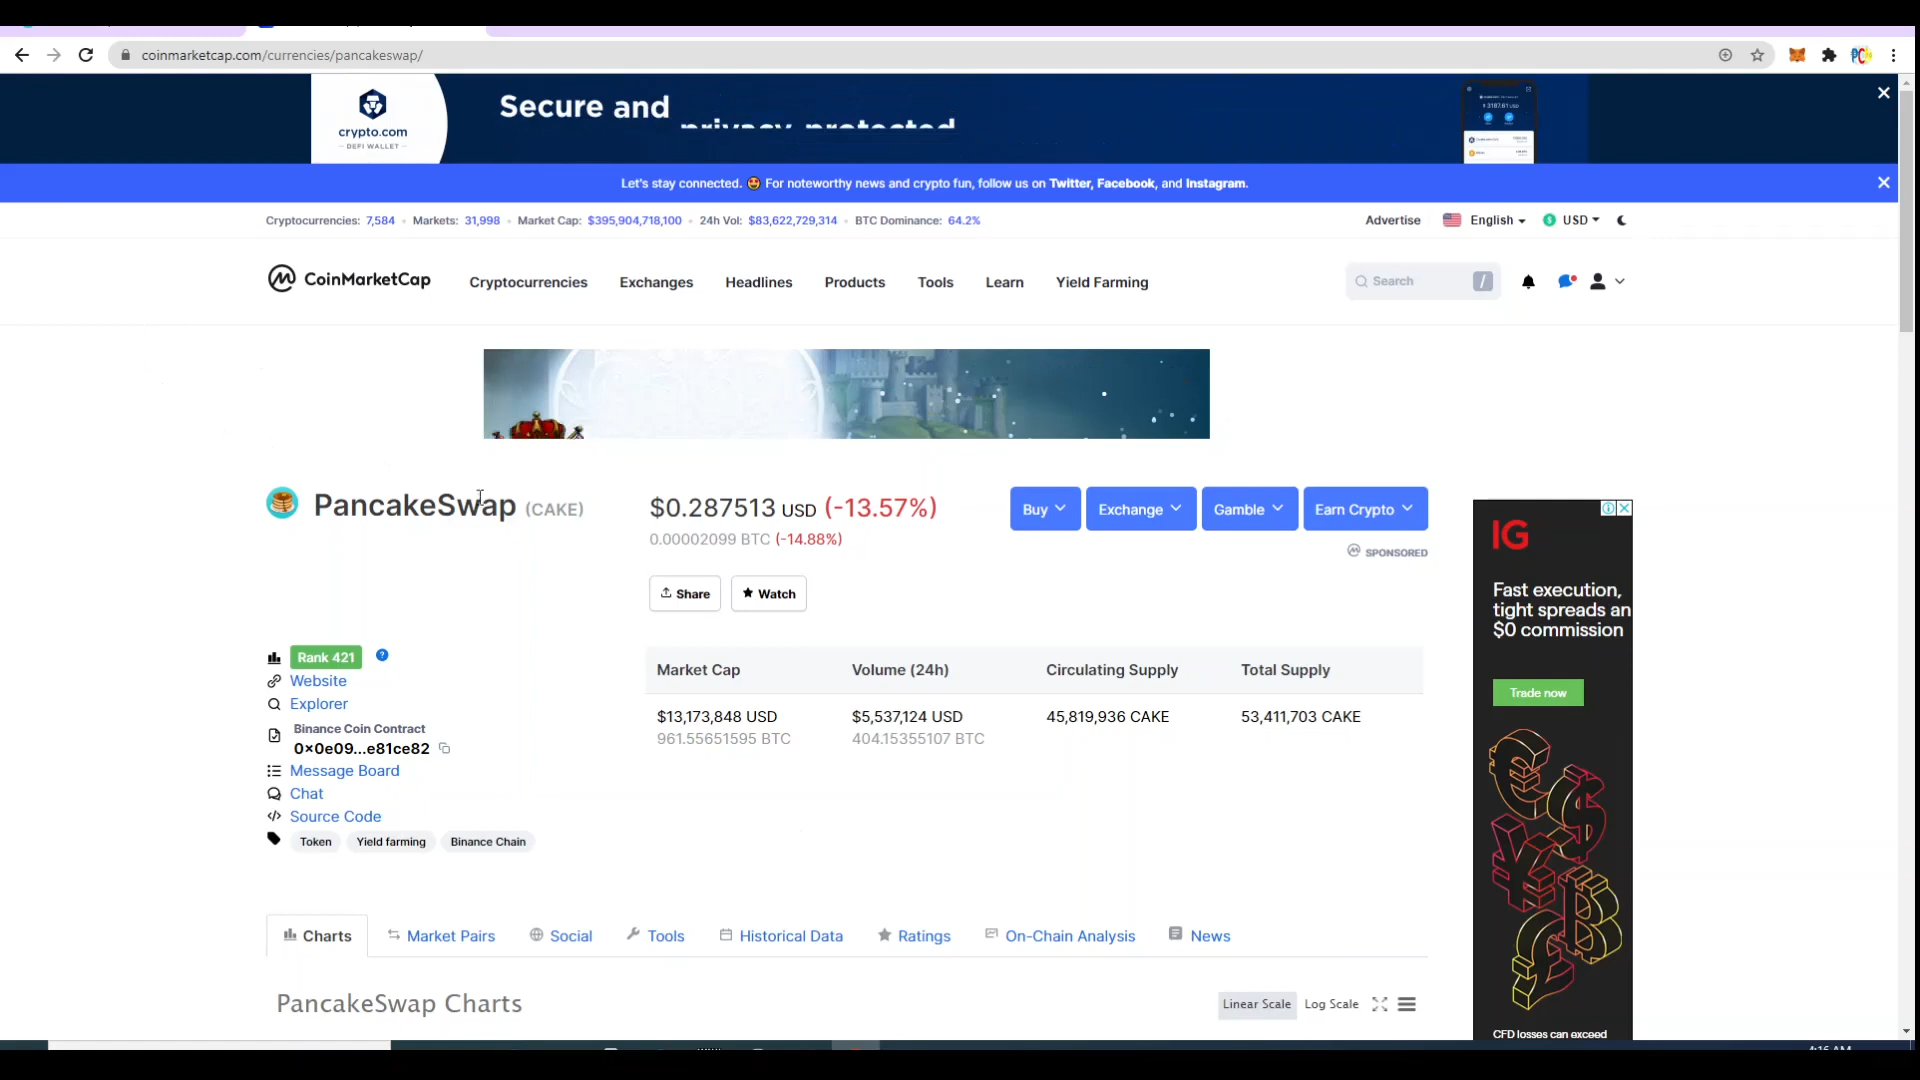 coinmarketcap.com/currencies/pancakeswap/
crypto.com
DEFI WALLET
Secure and
privacy protected
Let's stay connected. 😍 For noteworthy news and crypto fun, follow us on Twitter, Facebook, and Instagram.
Cryptocurrencies: 7,584 • Markets: 31,998 • Market Cap: $395,904,718,100 • 24h Vol: $83,622,729,314 • BTC Dominance: 64.2%
Advertise English USD
CoinMarketCap Cryptocurrencies Exchanges Headlines Products Tools Learn Yield Farming Search /
PancakeSwap (CAKE)
$0.287513 USD (-13.57%)
0.00002099 BTC (-14.88%)
Buy Exchange Gamble Earn Crypto
SPONSORED
Share Watch
Rank 421 ?
Website
Explorer
Binance Coin Contract
0x0e09...e81ce82
Message Board
Chat
Source Code
Token Yield farming Binance Chain
Market Cap Volume (24h) Circulating Supply Total Supply
$13,173,848 USD $5,537,124 USD 45,819,936 CAKE 53,411,703 CAKE
961.55651595 BTC 404.15355107 BTC
IG
Fast execution,
tight spreads an
$0 commission
Trade now
CFD losses can exceed
Charts Market Pairs Social Tools Historical Data Ratings On-Chain Analysis News
PancakeSwap Charts
Linear Scale Log Scale